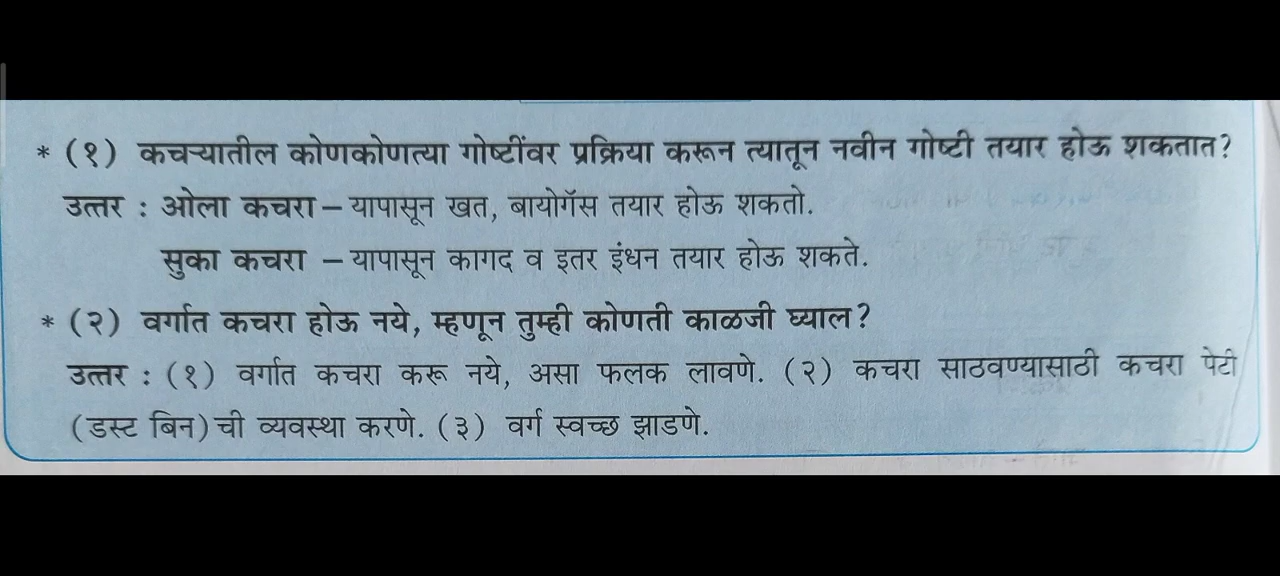 * (१) कचऱ्यातील कोणकोणत्या गोष्टींवर प्रक्रिया करून त्यातून नवीन गोष्टी तयार होऊ शकतात?
उत्तर : ओला कचरा – यापासून खत, बायोगॅस तयार होऊ शकतो.
सुका कचरा – यापासून कागद व इतर इंधन तयार होऊ शकते.
* (२) वर्गात कचरा होऊ नये, म्हणून तुम्ही कोणती काळजी घ्याल?
उत्तर : (१) वर्गात कचरा करू नये, असा फलक लावणे. (२) कचरा साठवण्यासाठी कचरा पेटी
(डस्ट बिन) ची व्यवस्था करणे. (३) वर्ग स्वच्छ झाडणे.